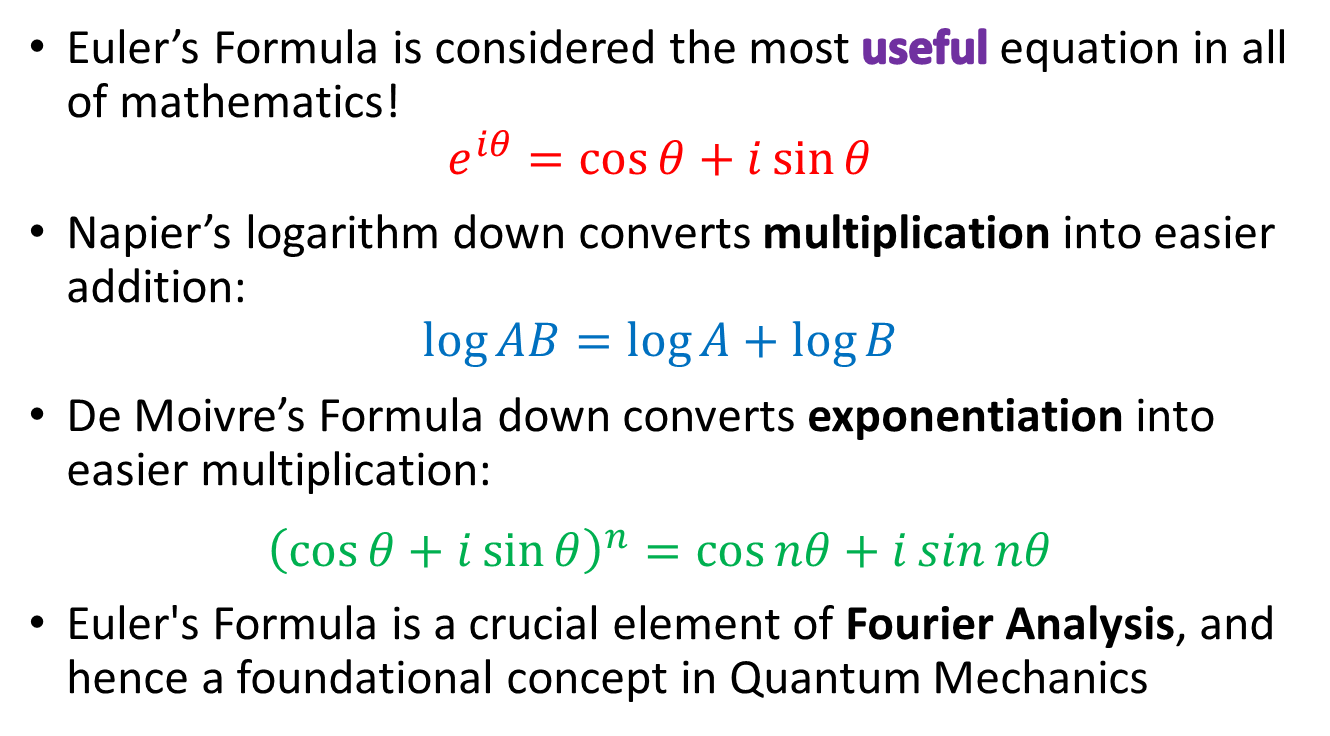 • Euler’s Formula is considered the most useful equation in all
of mathematics!
e^{iθ} = cos θ + i sin θ
• Napier’s logarithm down converts multiplication into easier
addition:
log AB = log A + log B
• De Moivre’s Formula down converts exponentiation into
easier multiplication:
(cos θ + i sin θ)^n = cos nθ + i sin nθ
• Euler's Formula is a crucial element of Fourier Analysis, and
hence a foundational concept in Quantum Mechanics